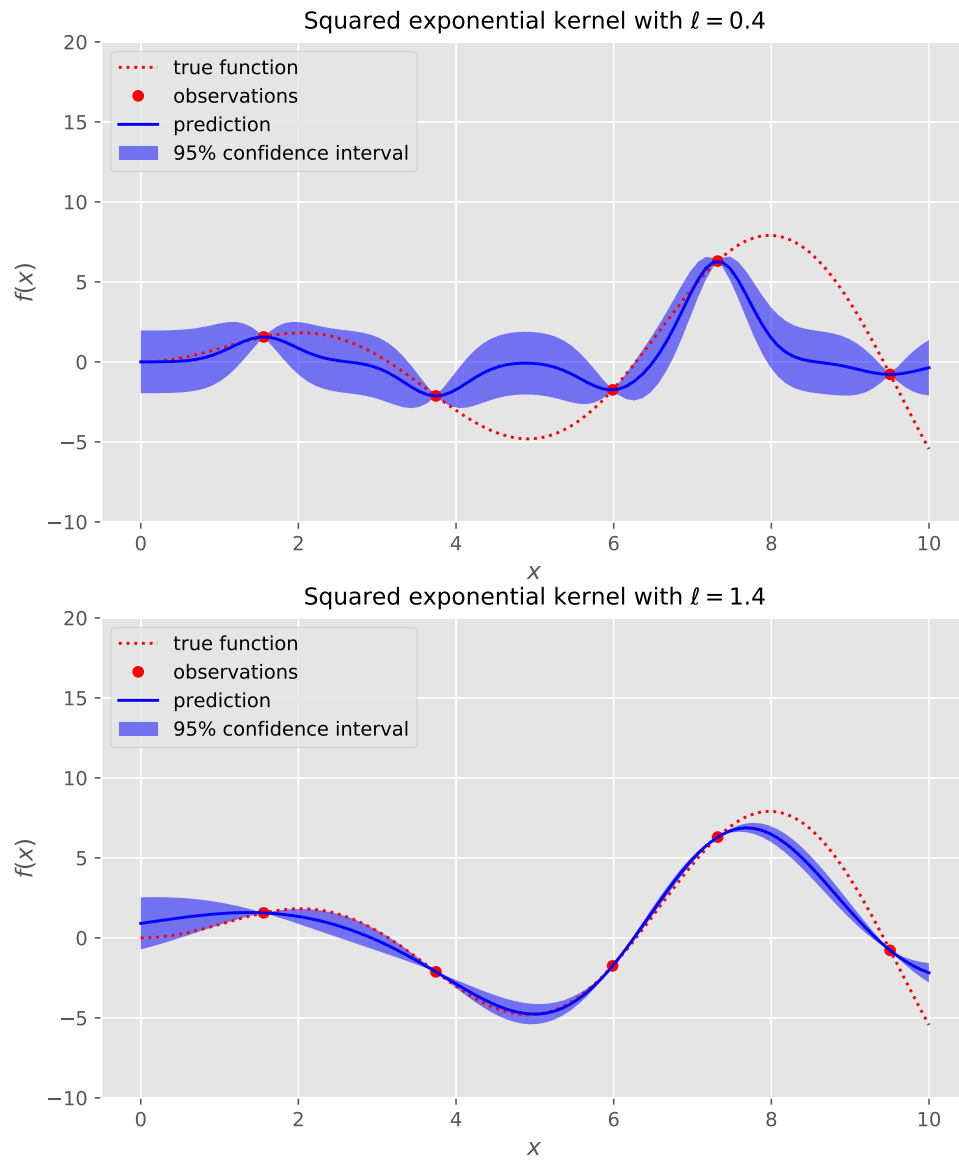 Squared exponential kernel with ℓ = 0.4
20
15
10
5
0
−5
−10
f(x)
true function
observations
prediction
95% confidence interval
0 2 4 6 8 10
x
Squared exponential kernel with ℓ = 1.4
20
15
10
5
0
−5
−10
f(x)
true function
observations
prediction
95% confidence interval
0 2 4 6 8 10
x